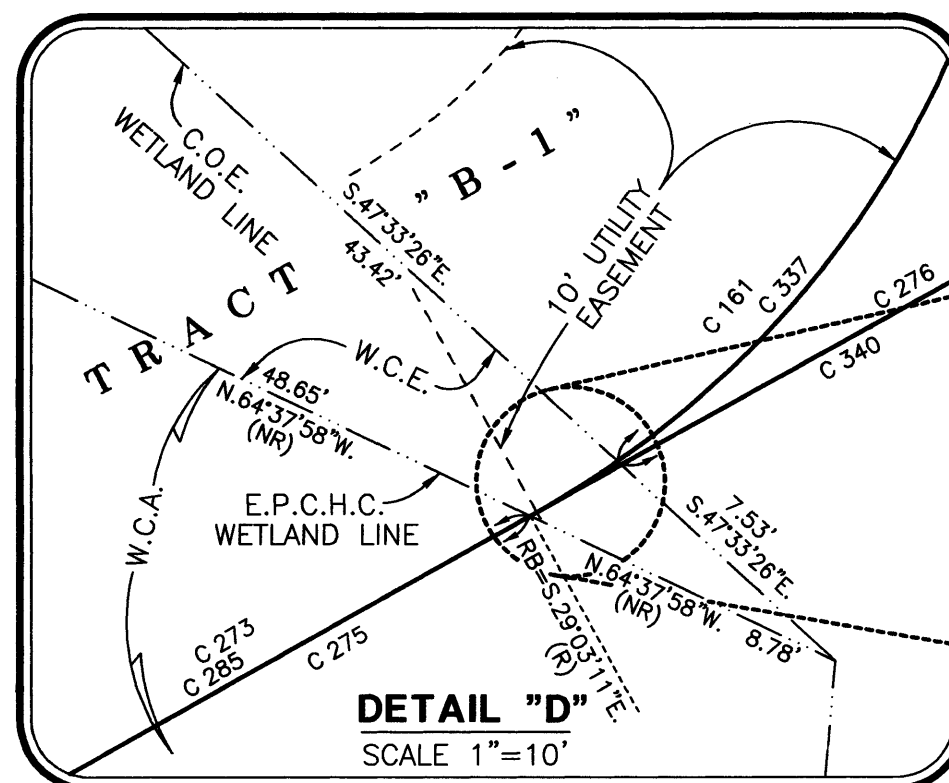 C.O.E.
WETLAND LINE
TRACT
" B - 1 "
S.47°33'26"E.
43.42'
10' UTILITY
EASEMENT
C 161
C 337
C 276
C 340
W.C.E.
48.65'
N.64°37'58"W.
(NR)
W.C.A.
E.P.C.H.C.
WETLAND LINE
7.53'
S.47°33'26"E.
RB=S.29°03'11"E.
(R)
N.64°37'58"W.
(NR)
8.78'
C 273
C 285
C 275
DETAIL "D"
SCALE 1"=10'